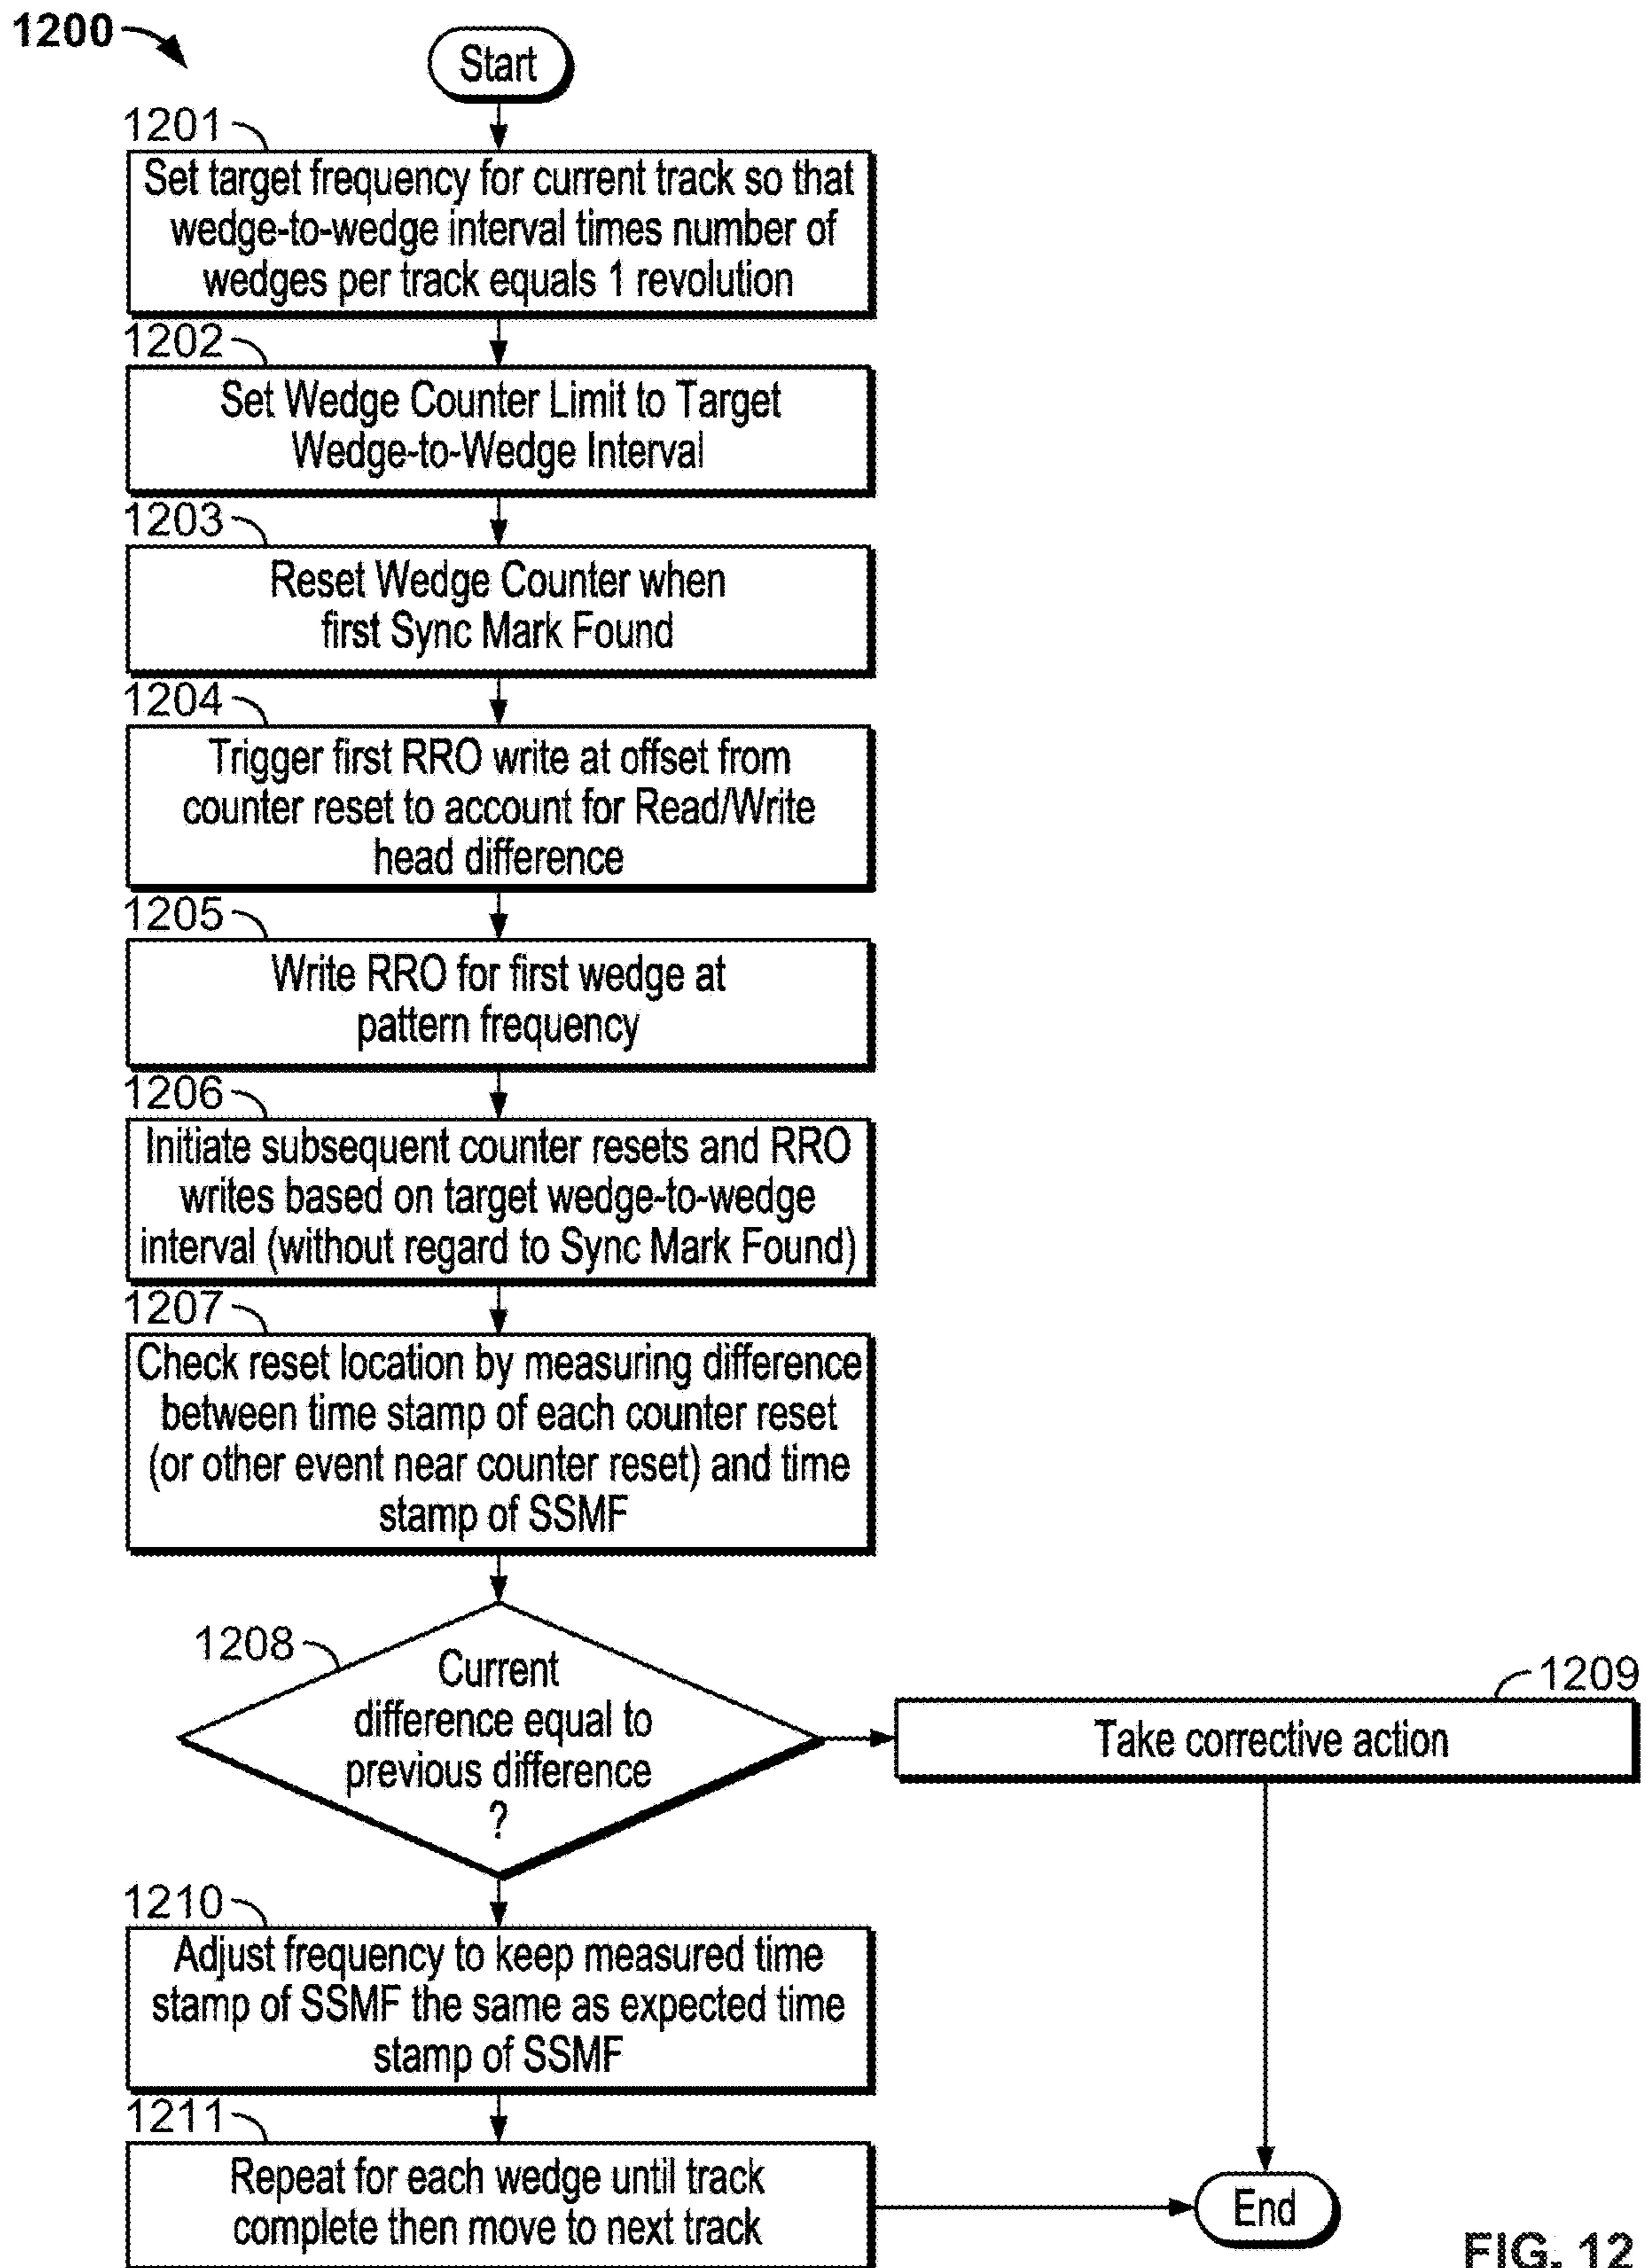 1200
Start
1201
Set target frequency for current track so that
wedge-to-wedge interval times number of
wedges per track equals 1 revolution
1202
Set Wedge Counter Limit to Target
Wedge-to-Wedge Interval
1203
Reset Wedge Counter when
first Sync Mark Found
1204
Trigger first RRO write at offset from
counter reset to account for Read/Write
head difference
1205
Write RRO for first wedge at
pattern frequency
1206
Initiate subsequent counter resets and RRO
writes based on target wedge-to-wedge
interval (without regard to Sync Mark Found)
1207
Check reset location by measuring difference
between time stamp of each counter reset
(or other event near counter reset) and time
stamp of SSMF
1208
Current
difference equal to
previous difference
?
1209
Take corrective action
1210
Adjust frequency to keep measured time
stamp of SSMF the same as expected time
stamp of SSMF
1211
Repeat for each wedge until track
complete then move to next track
End
FIG. 12